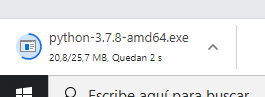 python-3.7.8-amd64.exe
20,8/25,7 MB, Quedan 2 s
Escribe aquí para buscar